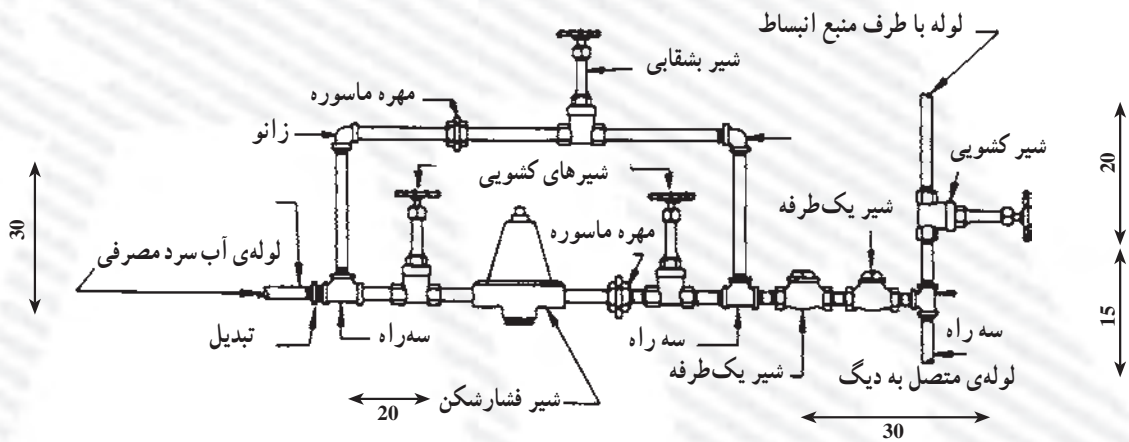 لوله با طرف منبع انبساط
شیر بشقابی
مهره ماسوره
زانو
شیر کشویی
20
شیرهای کشویی
شیر یک‌طرفه
30
مهره ماسوره
لوله‌ی آب سرد مصرفی
15
سه راه
تبدیل
سه‌راه
سه راه
شیر یک‌طرفه
لوله‌ی متصل به دیگ
شیر فشارشکن
20
30